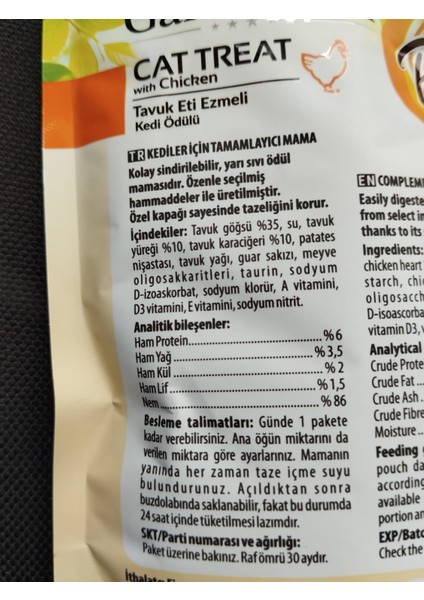 CAT TREAT
with Chicken
Tavuk Eti Ezmeli
Kedi Ödülü
TR KEDİLER İÇİN TAMAMLAYICI MAMA
Kolay sindirilebilir, yarı sıvı ödül
mamasıdır. Özenle seçilmiş
hammaddeler ile üretilmiştir.
Özel kapağı sayesinde tazeliğini korur.
İçindekiler: Tavuk göğsü %35, su, tavuk
yüreği %10, tavuk karaciğeri %10, patates
nişastası, tavuk yağı, guar sakızı, meyve
oligosakkaritleri, taurin, sodyum
D-izoaskorbat, sodyum klorür, A vitamini,
D3 vitamini, E vitamini, sodyum nitrit.
Analitik bileşenler:
Ham Protein....................................% 6
Ham Yağ....................................% 3,5
Ham Kül....................................% 2
Ham Lif....................................% 1,5
Nem....................................% 86
Besleme talimatları: Günde 1 pakete
kadar verebilirsiniz. Ana öğün miktarını da
verilen miktara göre ayarlarınız. Mamanın
yanında her zaman taze içme suyu
bulundurunuz. Açıldıktan sonra
buzdolabında saklanabilir, fakat bu durumda
24 saat içinde tüketilmesi lazımdır.
SKT/Parti numarası ve ağırlığı:
Paket üzerine bakınız. Raf ömrü 30 aydır.
EN COMPLEM
Easily digeste
from select in
thanks to its
Ingredients:
chicken heart
starch, chic
oligosacch
D-isoascorba
vitamin D3, v
Analytical
Crude Prote
Crude Fat
Crude Ash
Crude Fibre
Moisture
Feeding
pouch da
according
available
portion an
EXP/Batc
Check the